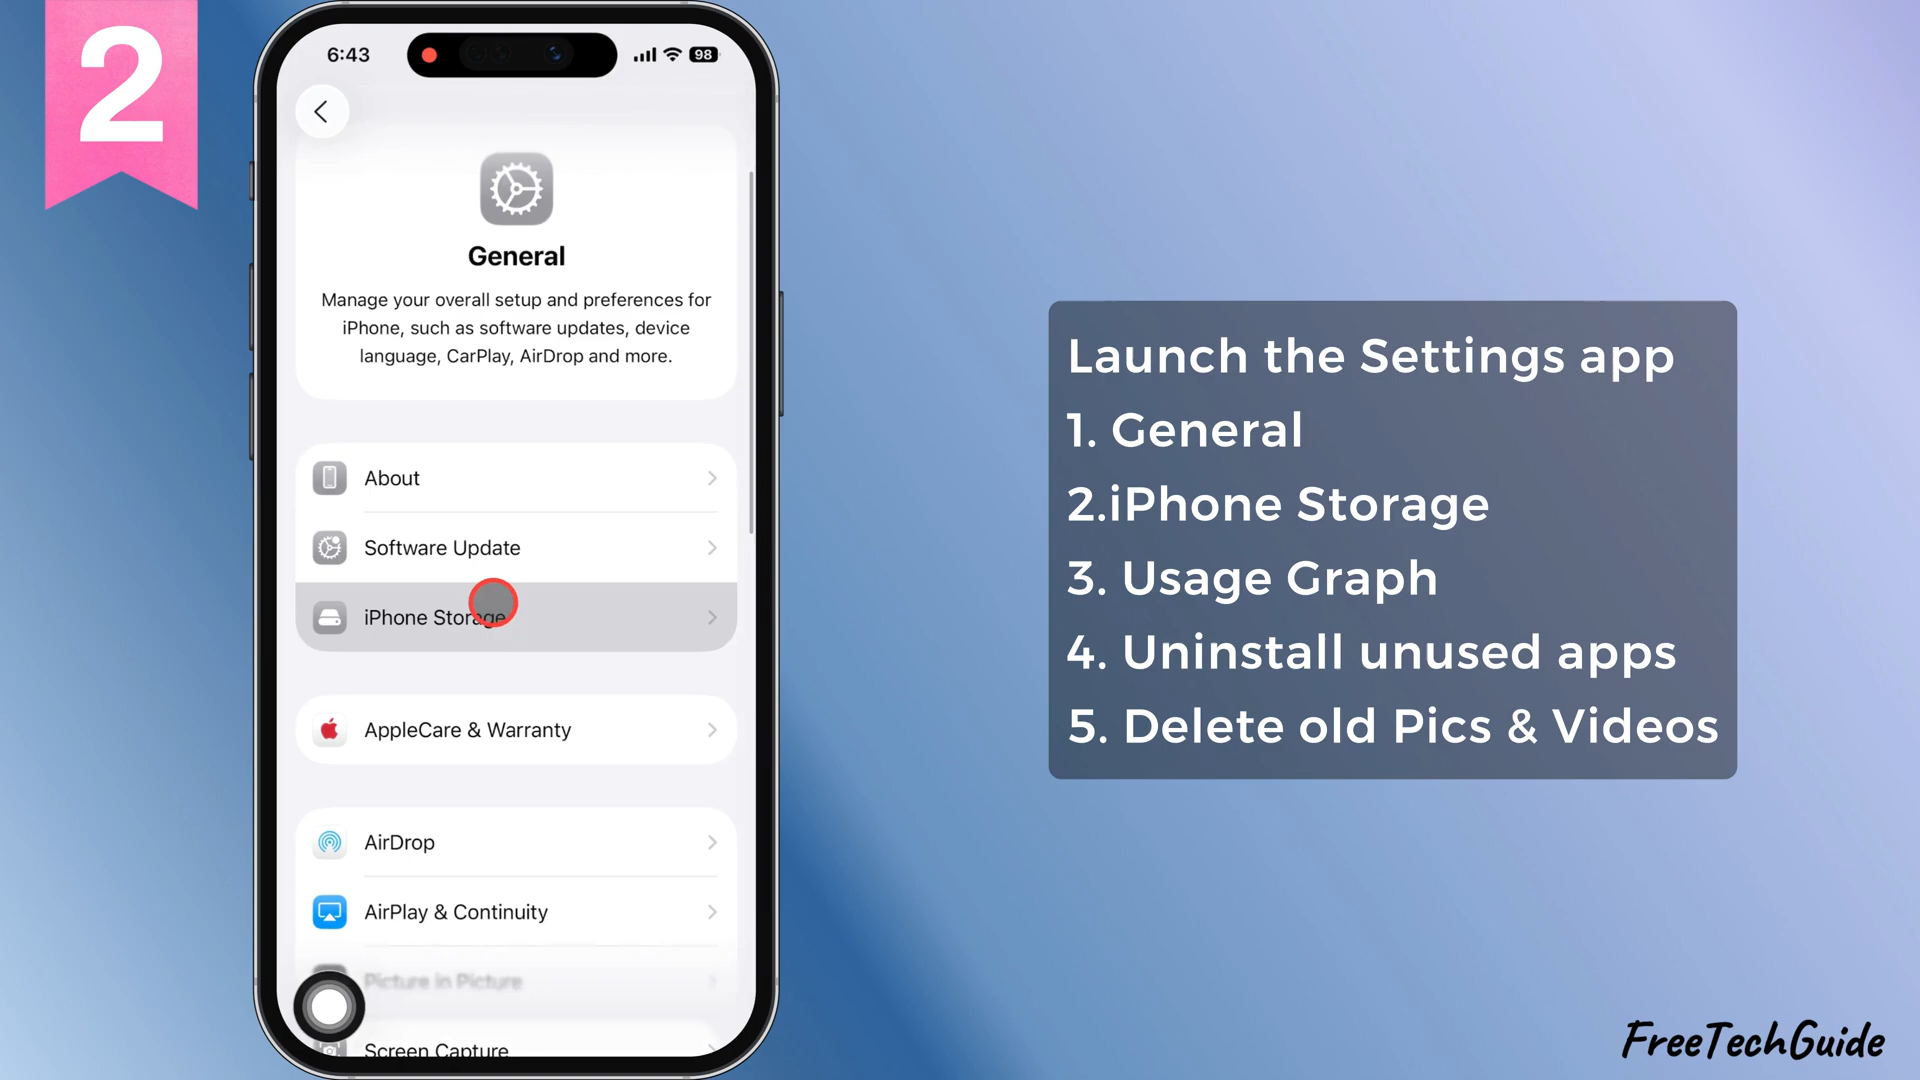 2
6:43
98
General
Manage your overall setup and preferences for
iPhone, such as software updates, device
language, CarPlay, AirDrop and more.
About
Software Update
iPhone Storage
AppleCare & Warranty
AirDrop
AirPlay & Continuity
Picture in Picture
Screen Capture
Launch the Settings app
1. General
2.iPhone Storage
3. Usage Graph
4. Uninstall unused apps
5. Delete old Pics & Videos
FreeTechGuide